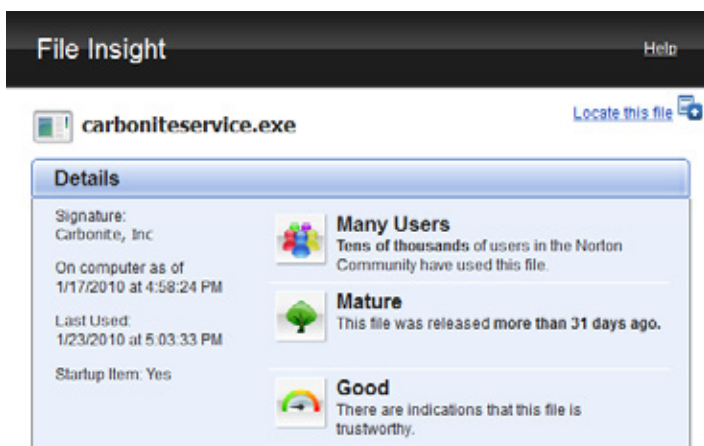 File Insight
Help
carboniteservice.exe
Locate this file
Details
Signature:
Carbonite, Inc
On computer as of
1/17/2010 at 4:58:24 PM
Last Used:
1/23/2010 at 5:03:33 PM
Startup Item: Yes
Many Users
Tens of thousands of users in the Norton
Community have used this file.
Mature
This file was released more than 31 days ago.
Good
There are indications that this file is
trustworthy.